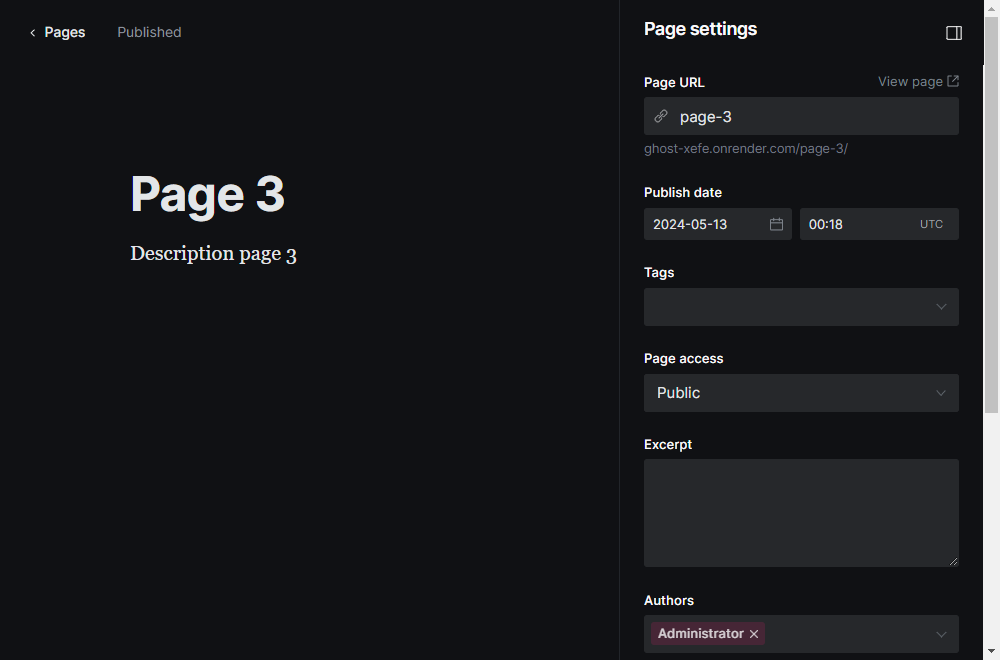 Pages
Published
Page 3
Description page 3
Page settings
Page URL
View page
page-3
ghost-xefe.onrender.com/page-3/
Publish date
2024-05-13
00:18
UTC
Tags
Page access
Public
Excerpt
Authors
Administrator